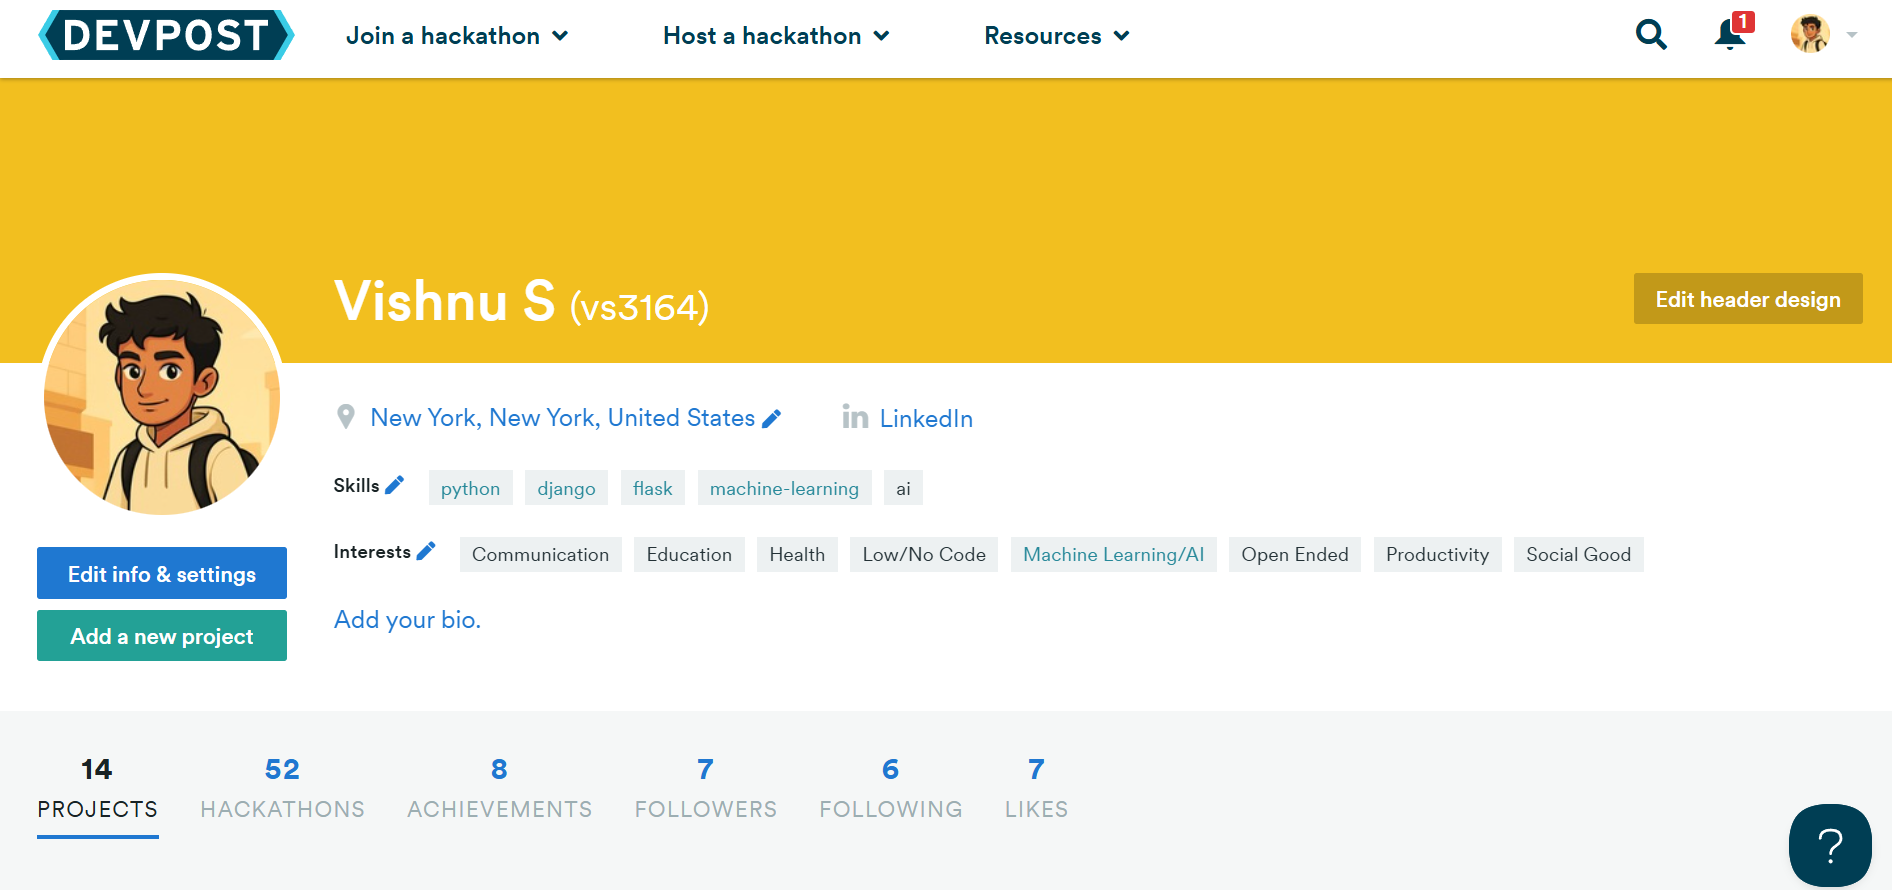 DEVPOST Join a hackathon Host a hackathon Resources 1
Vishnu S (vs3164)
Edit header design
New York, New York, United States in LinkedIn
Skills python django flask machine-learning ai
Interests Communication Education Health Low/No Code Machine Learning/AI Open Ended Productivity Social Good
Edit info & settings
Add your bio.
Add a new project
14 52 8 7 6 7
PROJECTS HACKATHONS ACHIEVEMENTS FOLLOWERS FOLLOWING LIKES
?